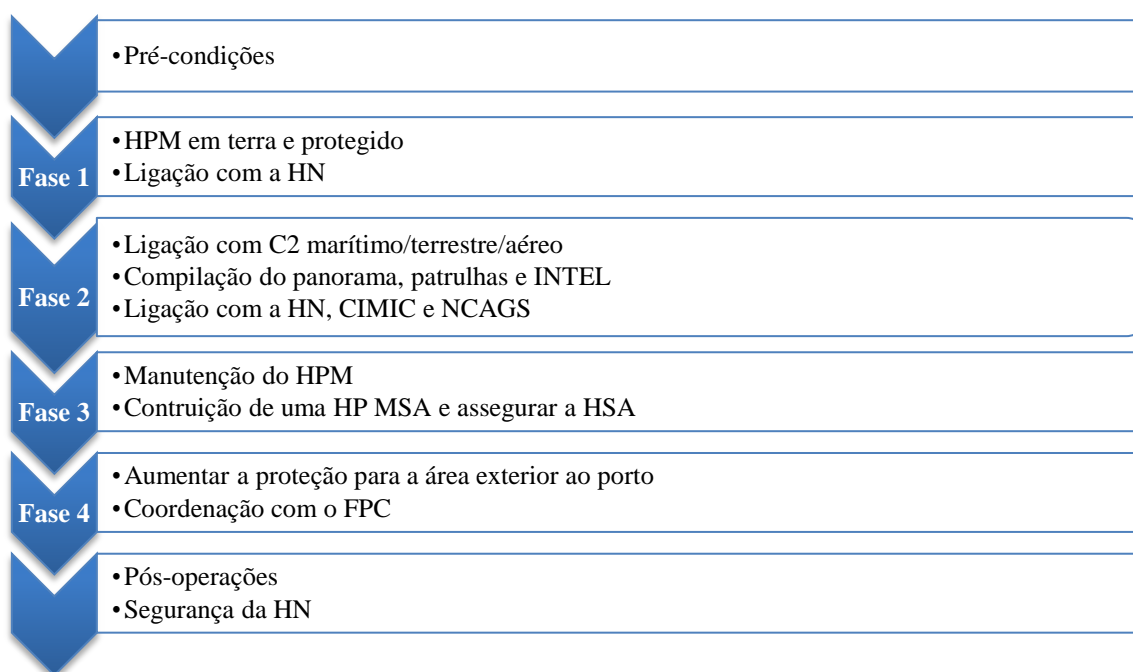 •Pré-condições
Fase 1
•HPM em terra e protegido
•Ligação com a HN
Fase 2
•Ligação com C2 marítimo/terrestre/aéreo
•Compilação do panorama, patrulhas e INTEL
•Ligação com a HN, CIMIC e NCAGS
Fase 3
•Manutenção do HPM
•Contruição de uma HP MSA e assegurar a HSA
Fase 4
•Aumentar a proteção para a área exterior ao porto
•Coordenação com o FPC
•Pós-operações
•Segurança da HN